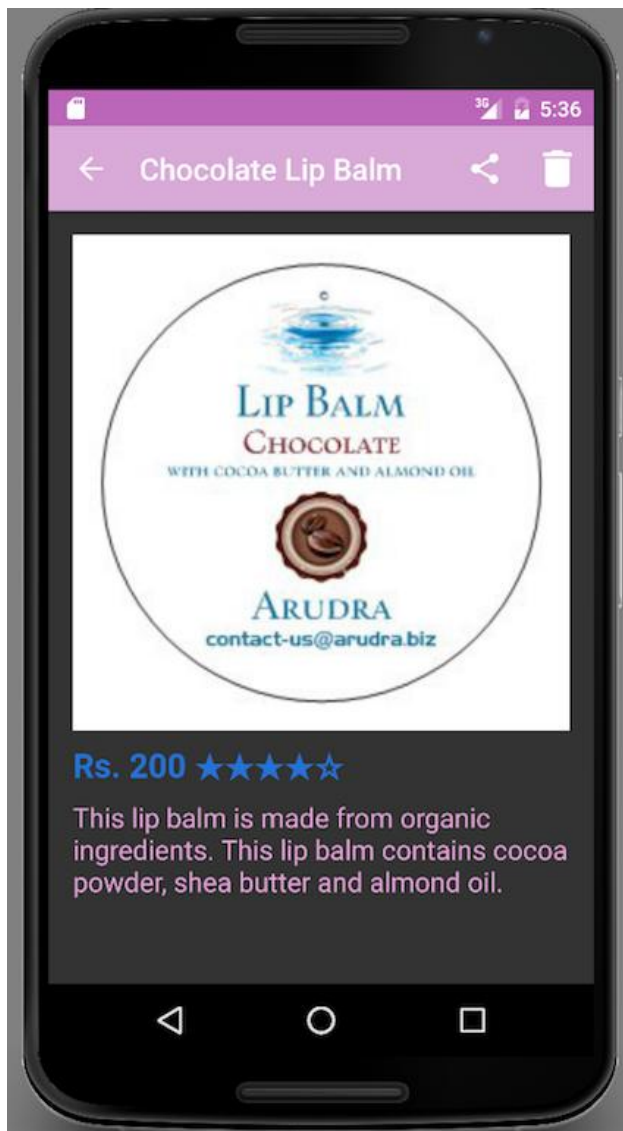 3G 5:36
Chocolate Lip Balm
©
LIP BALM
CHOCOLATE
WITH COCOA BUTTER AND ALMOND OIL
ARUDRA
contact-us@arudra.biz
Rs. 200 ★★★★☆
This lip balm is made from organic
ingredients. This lip balm contains cocoa
powder, shea butter and almond oil.